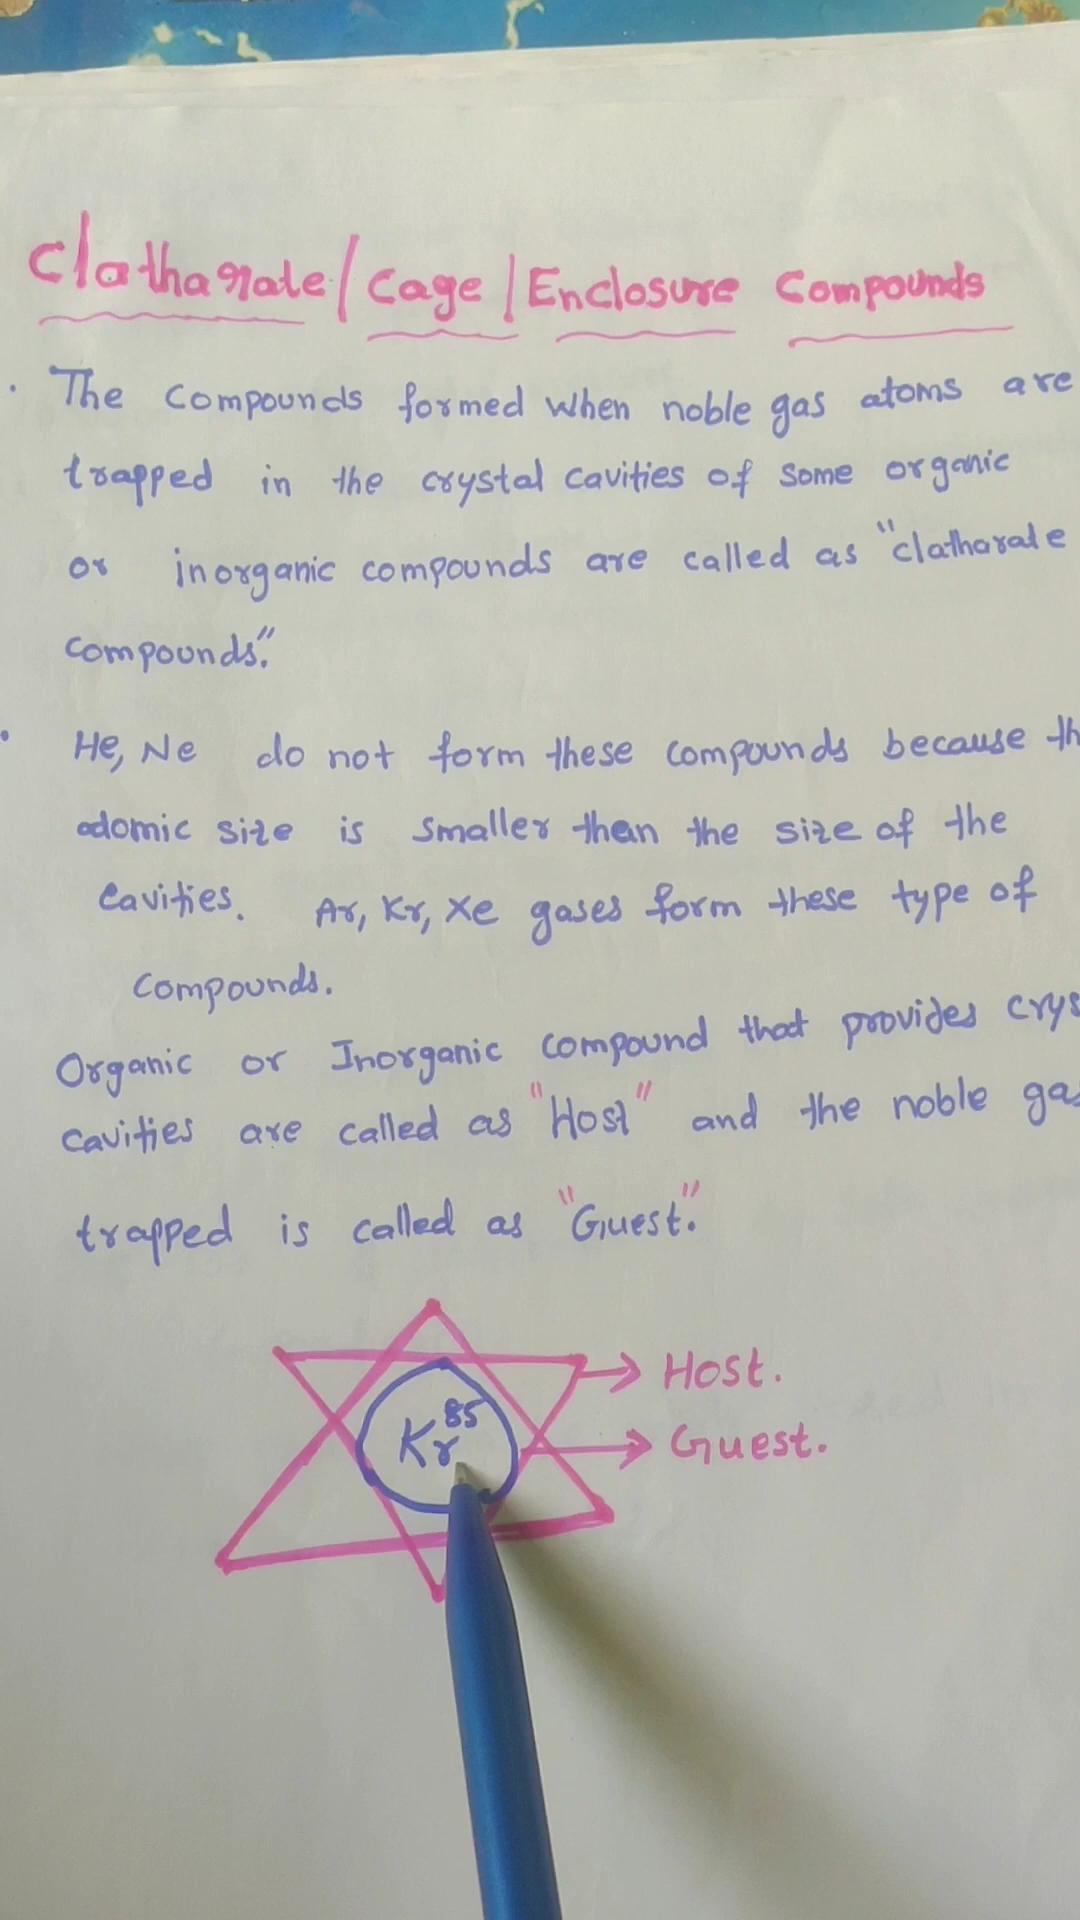 Clatharate/Cage/Enclosure Compounds
• The compounds formed when noble gas atoms are
trapped in the crystal cavities of some organic
or inorganic compounds are called as "clatharate
compounds".
• He, Ne do not form these compounds because th
adomic size is smaller than the size of the
cavities. Ar, Kr, Xe gases form these type of
compounds.
Organic or Inorganic compound that provides crys
cavities are called as "Host" and the noble gas
trapped is called as "Guest".
→ Host.
Kr⁸⁵ → Guest.